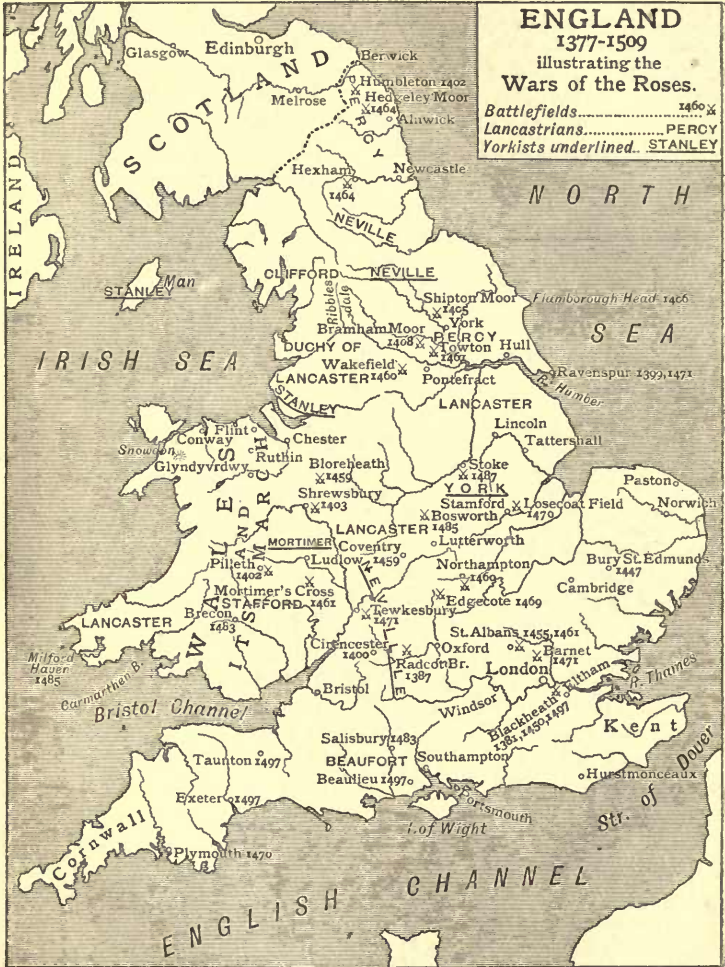 ENGLAND
1377-1509
illustrating the
Wars of the Roses.
Battlefields 1460
Lancastrians PERCY
Yorkists underlined STANLEY
Glasgow
Edinburgh
Berwick
SCOTLAND
Humbleton 1402
Melrose
Hedgeley Moor
1464
Alnwick
PERCY
IRELAND
Hexham
1464
Newcastle
NORTH
NEVILLE
CLIFFORD
NEVILLE
STANLEY
Man
Ribbles
dale
Shipton Moor
1405
Flamborough Head 1406
SEA
York
Bramham Moor
1408
PERCY
IRISH SEA
DUCHY OF
Towton
1461
Hull
Wakefield
1460
LANCASTER
Pontefract
Ravenspur 1399,1471
R. Humber
STANLEY
LANCASTER
Flint
Conway
Chester
Lincoln
Tattershall
Snowdon
Ruthin
Glyndyvrdwy
Bloreheath
1459
Stoke
1487
YORK
Paston
WALES
AND
ITS
MARCH
Shrewsbury
1403
Stamford
Losecoat Field
1470
Norwich
LANCASTER
1485
Bosworth
Lutterworth
MORTIMER
Coventry
1459
Ludlow
Northampton
Bury St. Edmunds
1447
Pilleth
1402
Cambridge
Mortimer's Cross
1461
STAFFORD
Edgecote 1469
LANCASTER
Brecon
1483
NEVILLE
Tewkesbury
1471
Milford
Haven
1485
Carmarthen B.
Cirencester
1400
Oxford
St. Albans 1455,1461
Barnet
1471
Radcot Br.
1387
London
Eltham
R. Thames
Bristol Channel
Bristol
Windsor
Blackheath
1381,1450,1497
Kent
Salisbury 1483
Taunton 1497
BEAUFORT
Southampton
Beaulieu 1497
Hurstmonceaux
Str. of Dover
Exeter 1497
Portsmouth
I. of Wight
Cornwall
Plymouth 1470
ENGLISH CHANNEL